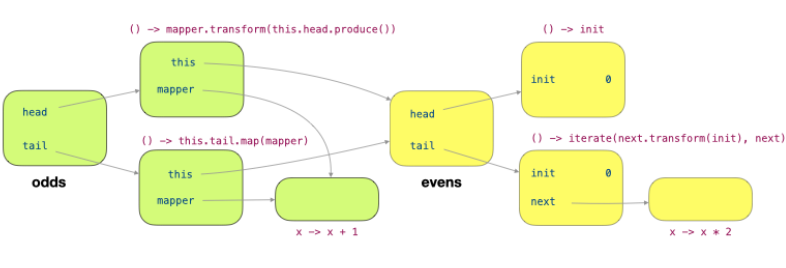 () -> mapper.transform(this.head.produce())
() -> init
this
mapper
init 0
head
tail
odds
head
tail
evens
() -> this.tail.map(mapper)
() -> iterate(next.transform(init), next)
this
mapper
init 0
next
x -> x + 1
x -> x * 2